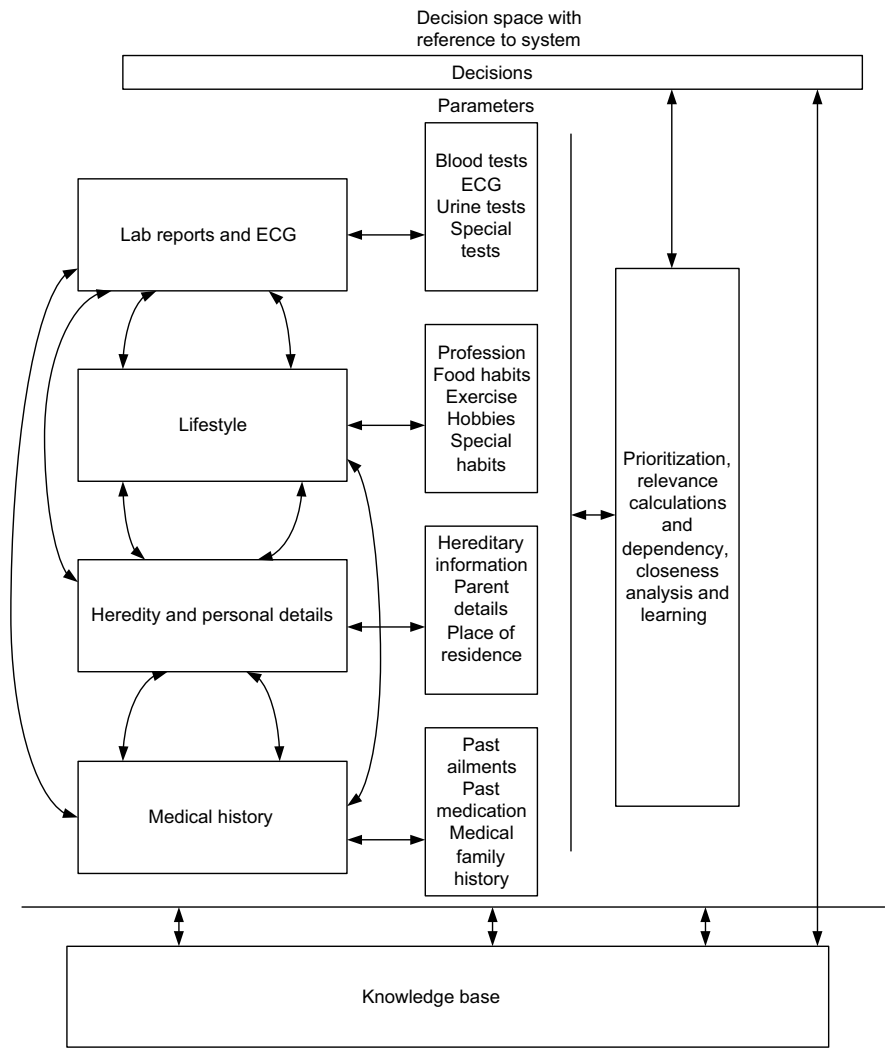 Decision space with
reference to system
Decisions
Parameters
Lab reports and ECG
Blood tests
ECG
Urine tests
Special
tests
Lifestyle
Profession
Food habits
Exercise
Hobbies
Special
habits
Heredity and personal details
Hereditary
information
Parent
details
Place of
residence
Medical history
Past
ailments
Past
medication
Medical
family
history
Prioritization,
relevance
calculations
and
dependency,
closeness
analysis and
learning
Knowledge base